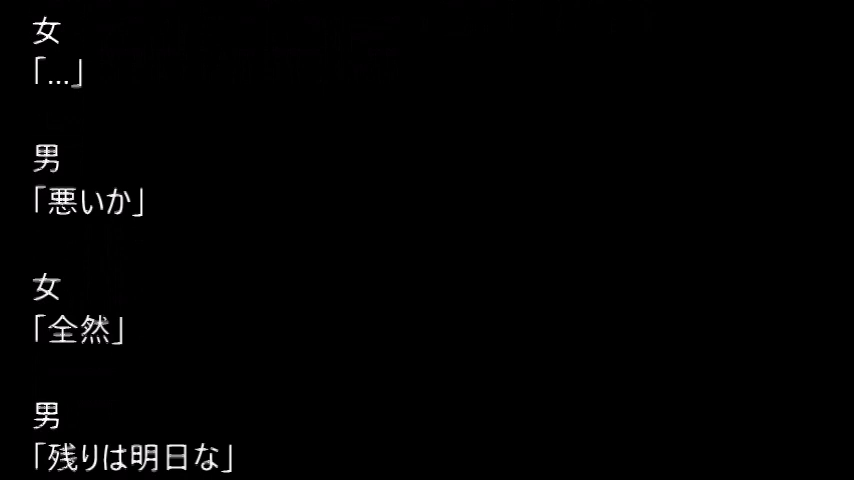 女
「…」
男
「悪いか」
女
「全然」
男
「残りは明日な」